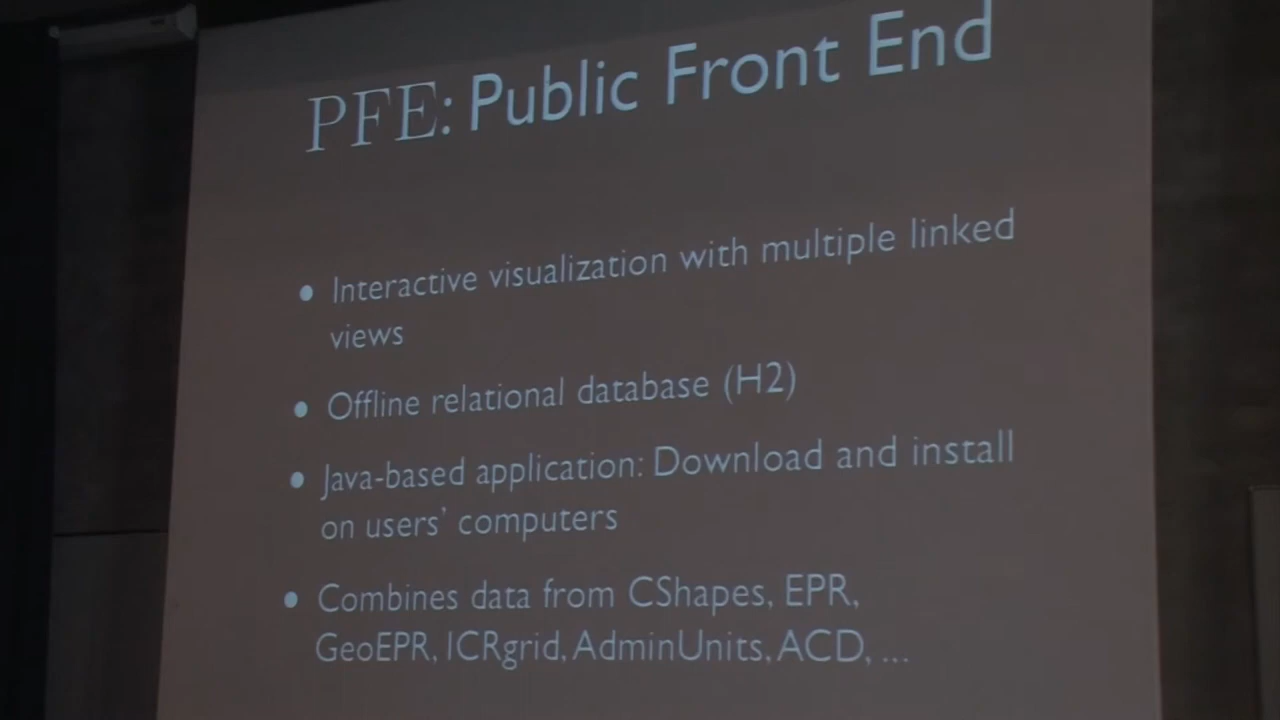 PFE: Public Front End
• Interactive visualization with multiple linked
views
• Offline relational database (H2)
• Java-based application: Download and install
on users’ computers
• Combines data from CShapes, EPR,
GeoEPR, ICRgrid, AdminUnits, ACD, ...